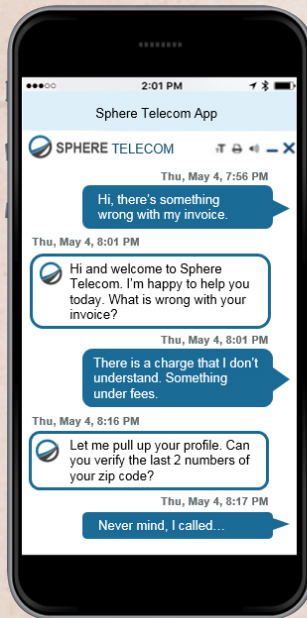 2:01 PM
Sphere Telecom App
SPHERE TELECOM
T
Thu, May 4, 7:56 PM
Hi, there's something
wrong with my invoice.
Thu, May 4, 8:01 PM
Hi and welcome to Sphere
Telecom. I'm happy to help you
today. What is wrong with your
invoice?
Thu, May 4, 8:01 PM
There is a charge that I don't
understand. Something
under fees.
Thu, May 4, 8:16 PM
Let me pull up your profile. Can
you verify the last 2 numbers of
your zip code?
Thu, May 4, 8:17 PM
Never mind, I called…